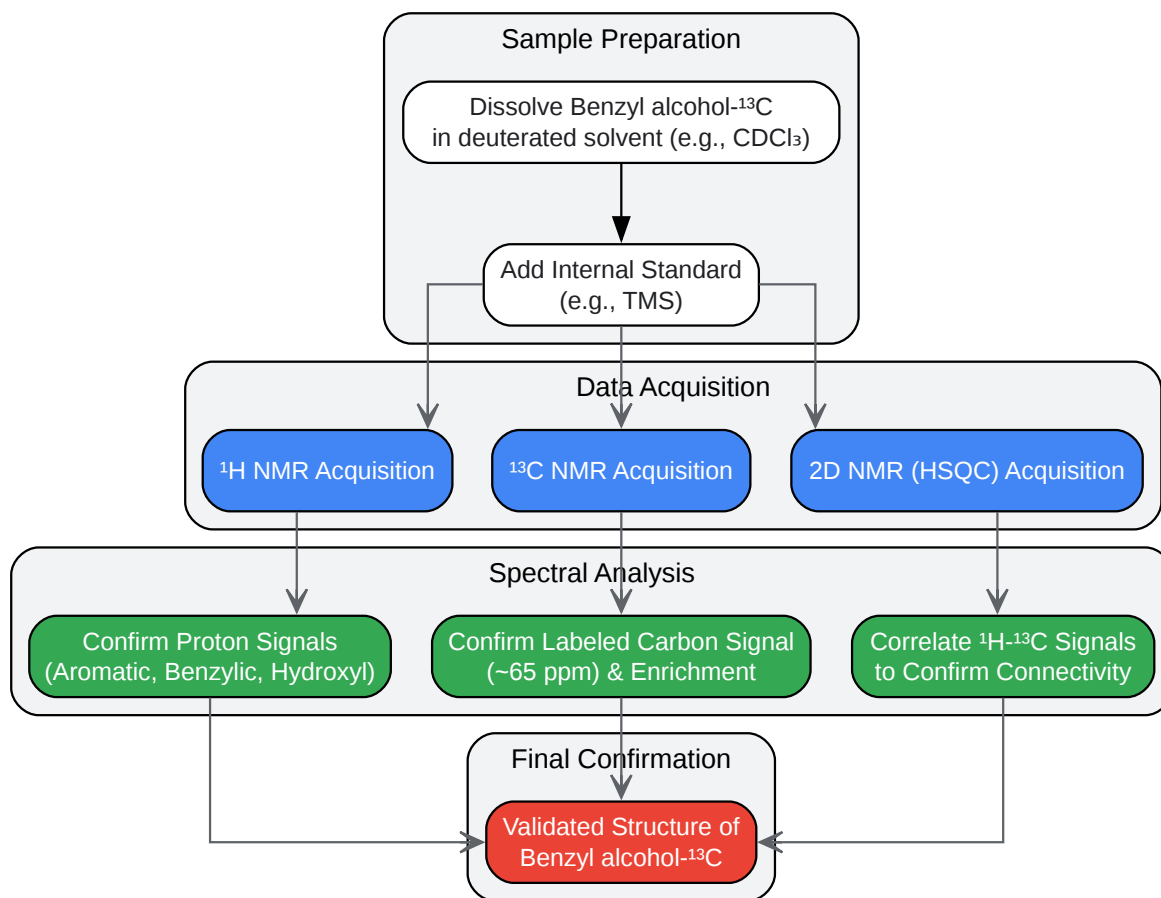 Sample Preparation
Dissolve Benzyl alcohol-¹³C
in deuterated solvent (e.g., CDCl₃)
Add Internal Standard
(e.g., TMS)
Data Acquisition
¹H NMR Acquisition
¹³C NMR Acquisition
2D NMR (HSQC) Acquisition
Spectral Analysis
Confirm Proton Signals
(Aromatic, Benzylic, Hydroxyl)
Confirm Labeled Carbon Signal
(~65 ppm) & Enrichment
Correlate ¹H-¹³C Signals
to Confirm Connectivity
Final Confirmation
Validated Structure of
Benzyl alcohol-¹³C